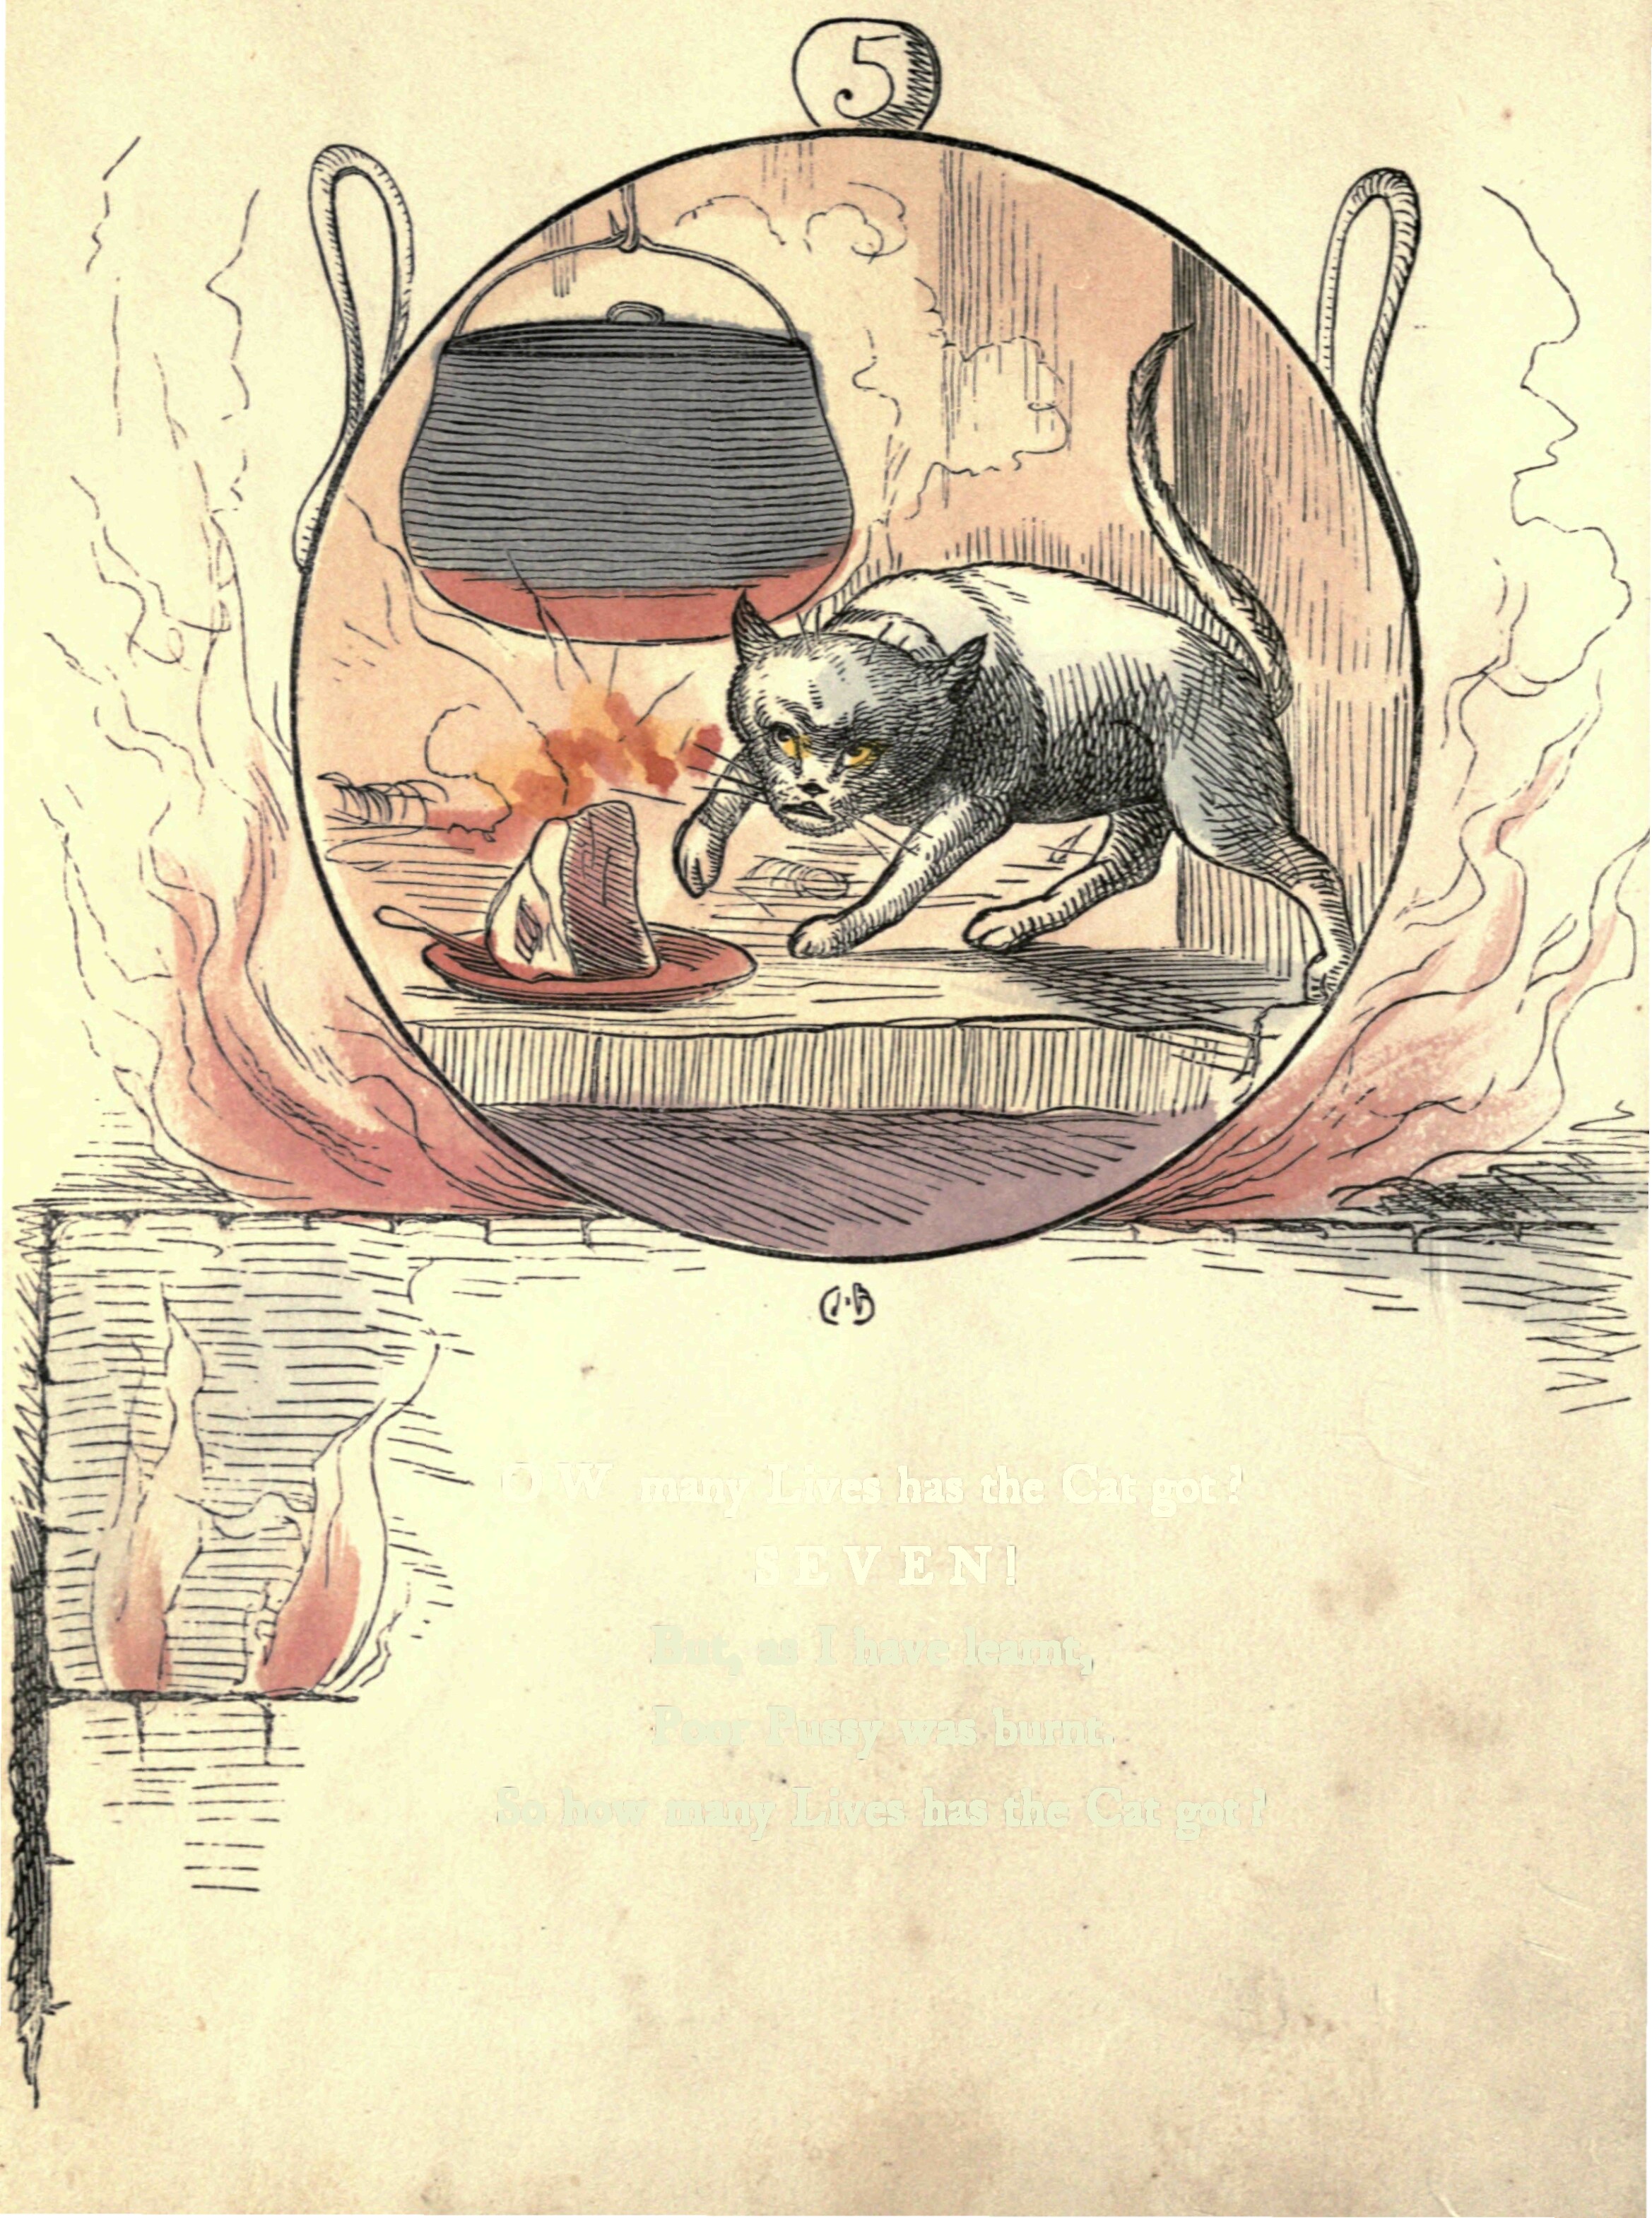 5
OW many Lives has the Cat got?
SEVEN!
But, as I have learnt,
Poor Pussy was burnt.
So how many Lives has the Cat got?